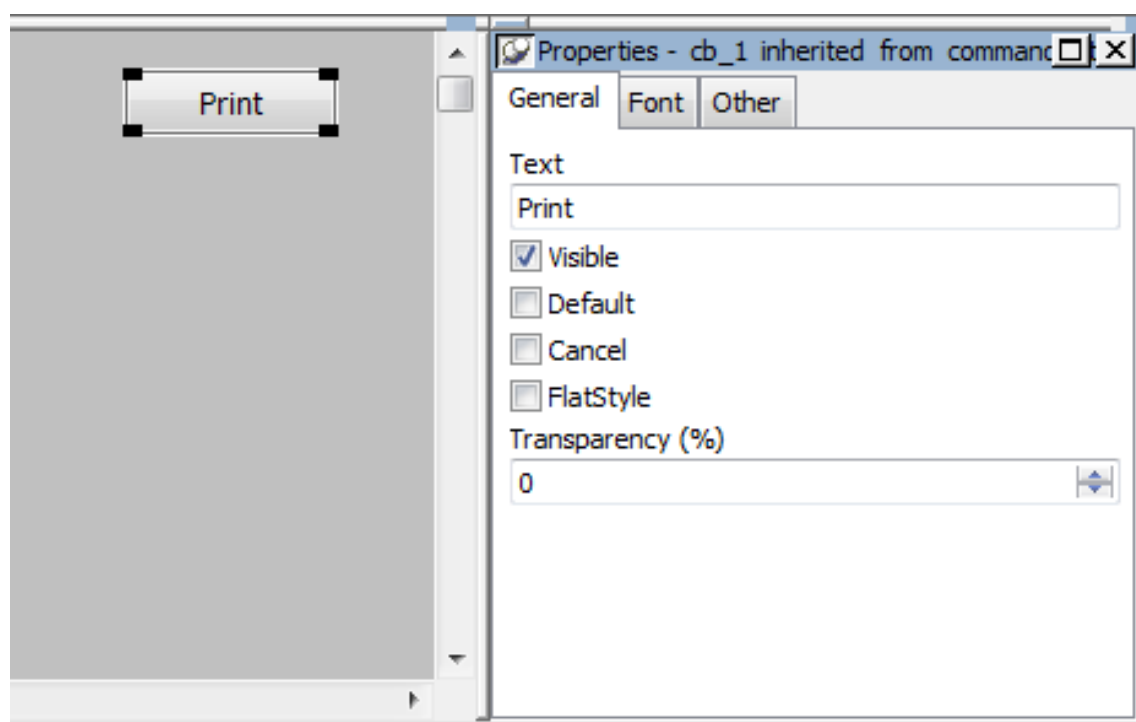 Print
Properties - cb_1 inherited from command
General Font Other
Text
Print
Visible
Default
Cancel
FlatStyle
Transparency (%)
0